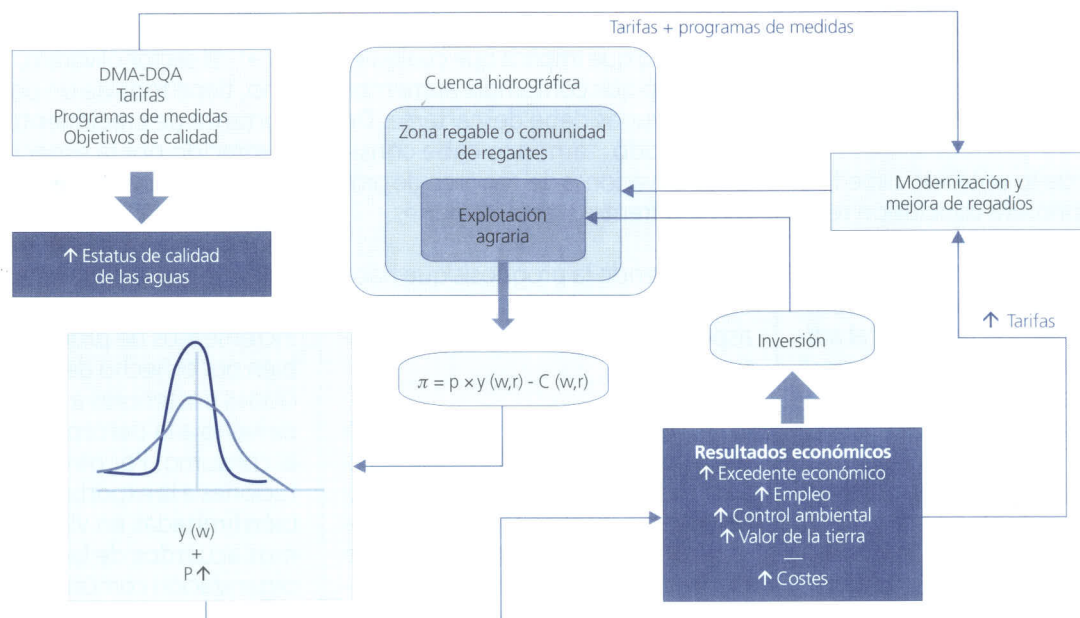 Tarifas + programas de medidas
DMA-DQA
Tarifas
Programas de medidas
Objetivos de calidad
↑ Estatus de calidad
de las aguas
Cuenca hidrográfica
Zona regable o comunidad
de regantes
Explotación
agraria
Modernización y
mejora de regadíos
↑ Tarifas
Inversión
π = p × y (w,r) - C (w,r)
y (w)
+
P ↑
Resultados económicos
↑ Excedente económico
↑ Empleo
↑ Control ambiental
↑ Valor de la tierra
—
↑ Costes